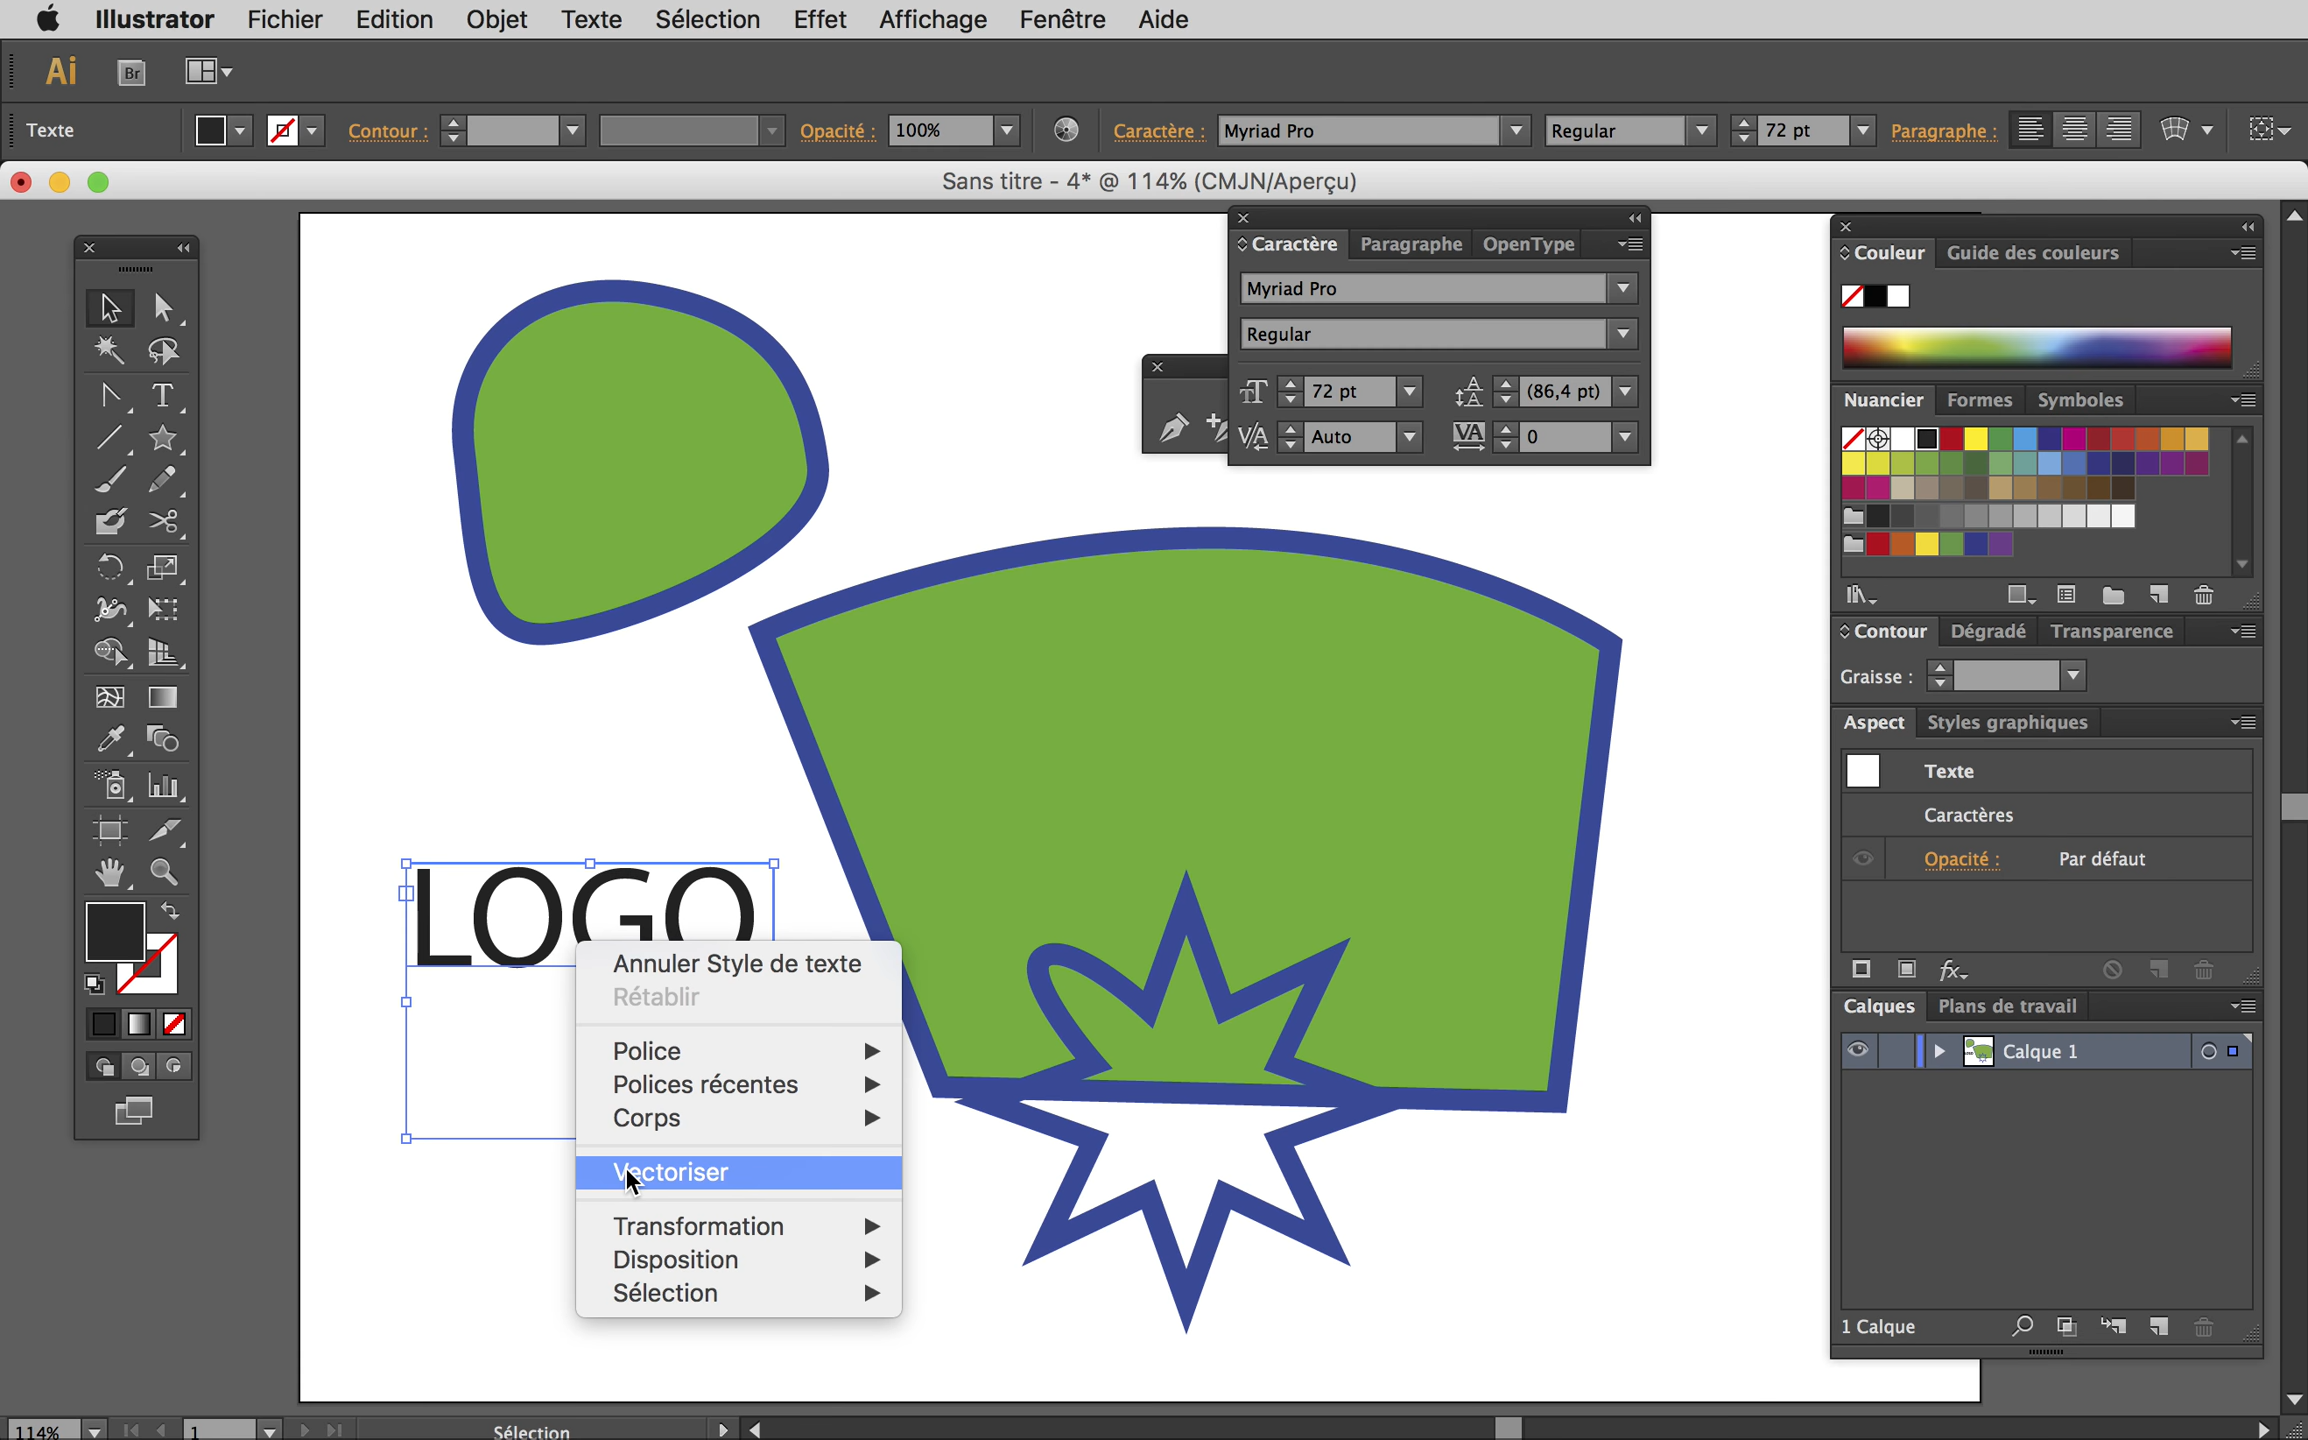 Illustrator Fichier Edition Objet Texte Sélection Effet Affichage Fenêtre Aide
Ai Br
Texte Contour : Opacité : 100% Caractère : Myriad Pro Regular 72 pt Paragraphe :
Sans titre - 4* @ 114% (CMJN/Aperçu)
Caractère Paragraphe OpenType
Myriad Pro
Regular
72 pt (86,4 pt)
Auto 0
Couleur Guide des couleurs
Nuancier Formes Symboles
Contour Dégradé Transparence
Graisse :
Aspect Styles graphiques
Texte
Caractères
Opacité : Par défaut
Calques Plans de travail
Calque 1
1 Calque
LOGO
Annuler Style de texte
Rétablir
Police
Polices récentes
Corps
Vectoriser
Transformation
Disposition
Sélection
114% 1 Sélection